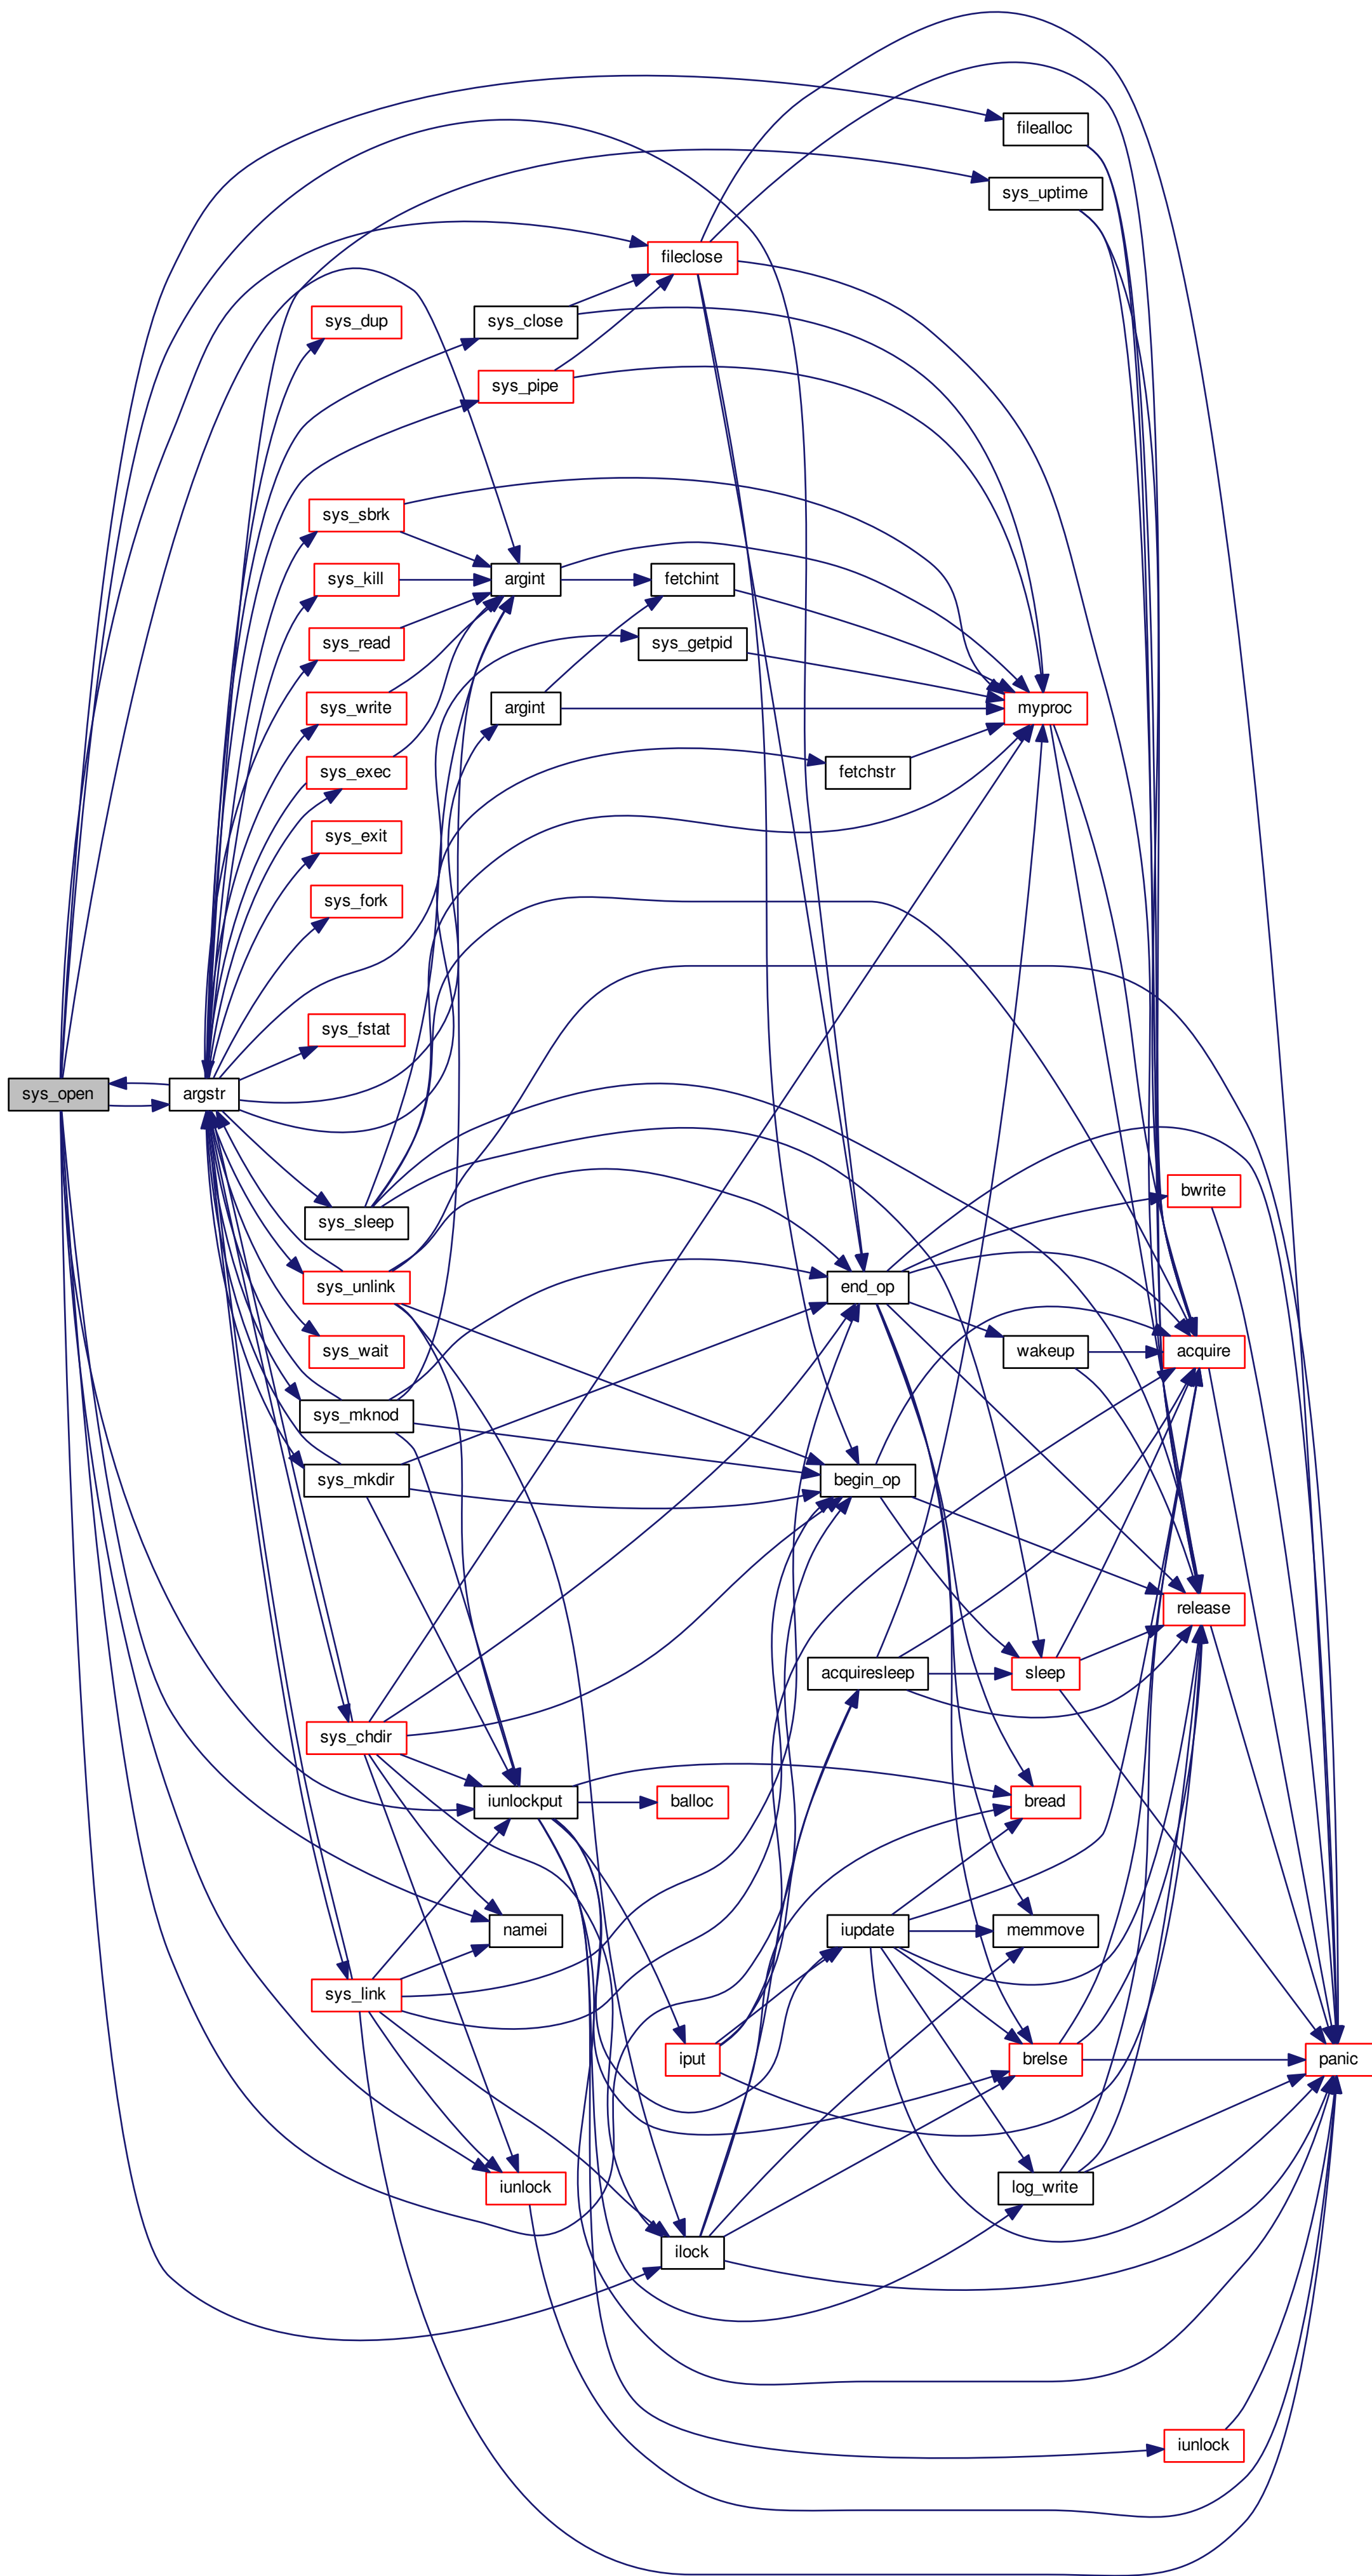 filealloc
sys_uptime
fileclose
sys_dup
sys_close
sys_pipe
sys_sbrk
sys_kill
argint
fetchint
sys_read
sys_getpid
sys_write
argint
myproc
sys_exec
fetchstr
sys_exit
sys_fork
sys_fstat
sys_open
argstr
bwrite
sys_sleep
sys_unlink
end_op
sys_wait
wakeup
acquire
sys_mknod
sys_mkdir
begin_op
release
acquiresleep
sleep
sys_chdir
iunlockput
balloc
bread
namei
iupdate
memmove
sys_link
iput
brelse
panic
iunlock
log_write
ilock
iunlock